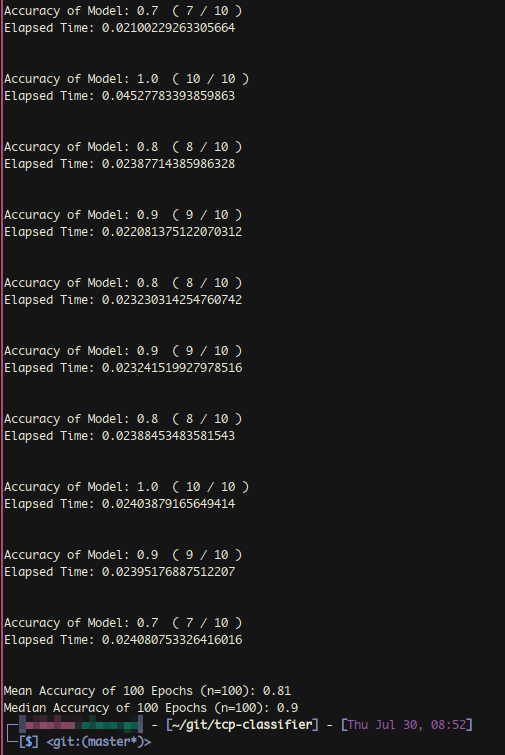 Accuracy of Model: 0.7  ( 7 / 10 )
Elapsed Time: 0.02100229263305664
Accuracy of Model: 1.0  ( 10 / 10 )
Elapsed Time: 0.04527783393859863
Accuracy of Model: 0.8  ( 8 / 10 )
Elapsed Time: 0.02387714385986328
Accuracy of Model: 0.9  ( 9 / 10 )
Elapsed Time: 0.022081375122070312
Accuracy of Model: 0.8  ( 8 / 10 )
Elapsed Time: 0.023230314254760742
Accuracy of Model: 0.9  ( 9 / 10 )
Elapsed Time: 0.023241519927978516
Accuracy of Model: 0.8  ( 8 / 10 )
Elapsed Time: 0.02388453483581543
Accuracy of Model: 1.0  ( 10 / 10 )
Elapsed Time: 0.02403879165649414
Accuracy of Model: 0.9  ( 9 / 10 )
Elapsed Time: 0.02395176887512207
Accuracy of Model: 0.7  ( 7 / 10 )
Elapsed Time: 0.024080753326416016
Mean Accuracy of 100 Epochs (n=100): 0.81
Median Accuracy of 100 Epochs (n=100): 0.9
- [~/git/tcp-classifier] - [Thu Jul 30, 08:52]
[$] <git:(master*)>